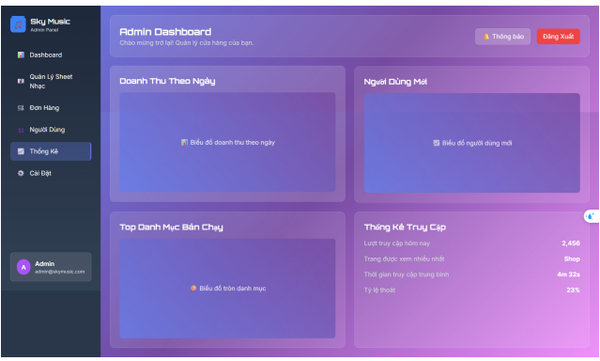 Sky Music
Admin Panel
Dashboard
Quản Lý Sheet
Nhạc
Đơn Hàng
Người Dùng
Thống Kê
Cài Đặt
A
Admin
admin@skymusic.com
Admin Dashboard
Chào mừng trở lại! Quản lý cửa hàng của bạn.
Thông báo
Đăng Xuất
Doanh Thu Theo Ngày
Biểu đồ doanh thu theo ngày
Người Dùng Mới
Biểu đồ người dùng mới
Top Danh Mục Bán Chạy
Biểu đồ tròn danh mục
Thống Kê Truy Cập
Lượt truy cập hôm nay 2,456
Trang được xem nhiều nhất Shop
Thời gian truy cập trung bình 4m 32s
Tỷ lệ thoát 23%